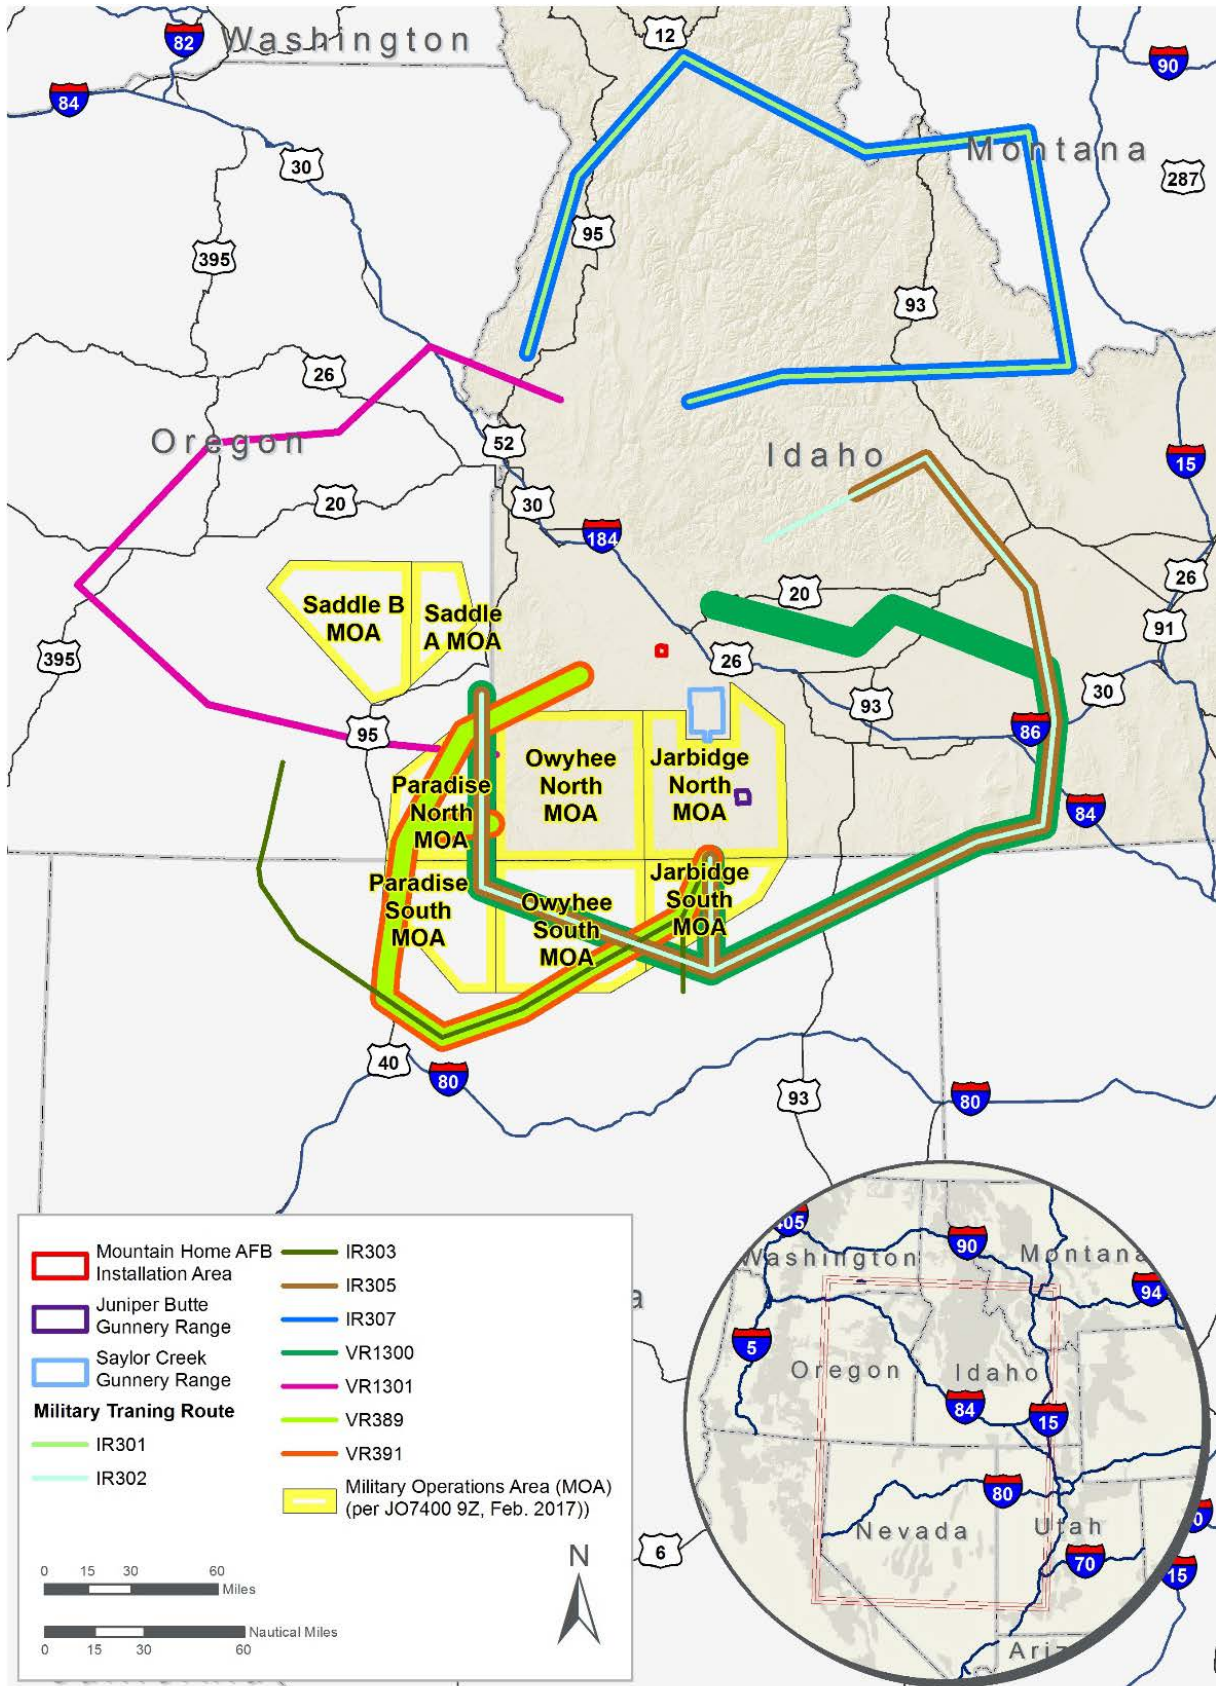 12
82
Washington
90
84
Montana
30
287
95
395
93
26
Oregon
52
Idaho
15
20
30
184
26
20
Saddle B
MOA
Saddle
A MOA
91
395
26
30
93
95
86
Owyhee
North
MOA
Jarbidge
North
MOA
Paradise
North
MOA
84
Paradise
South
MOA
Jarbidge
South
MOA
Owyhee
South
MOA
40
80
93
80
Mountain Home AFB
Installation Area
Juniper Butte
Gunnery Range
Saylor Creek
Gunnery Range
Military Traning Route
IR301
IR302
IR303
IR305
IR307
VR1300
VR1301
VR389
VR391
Military Operations Area (MOA)
(per JO7400 9Z, Feb. 2017))
0 15 30 60
Miles
Nautical Miles
0 15 30 60
N
6
a
405
Washington
90
Montana
94
5
Oregon
Idaho
84
15
80
Nevada
Utah
70
15
0
Ariz